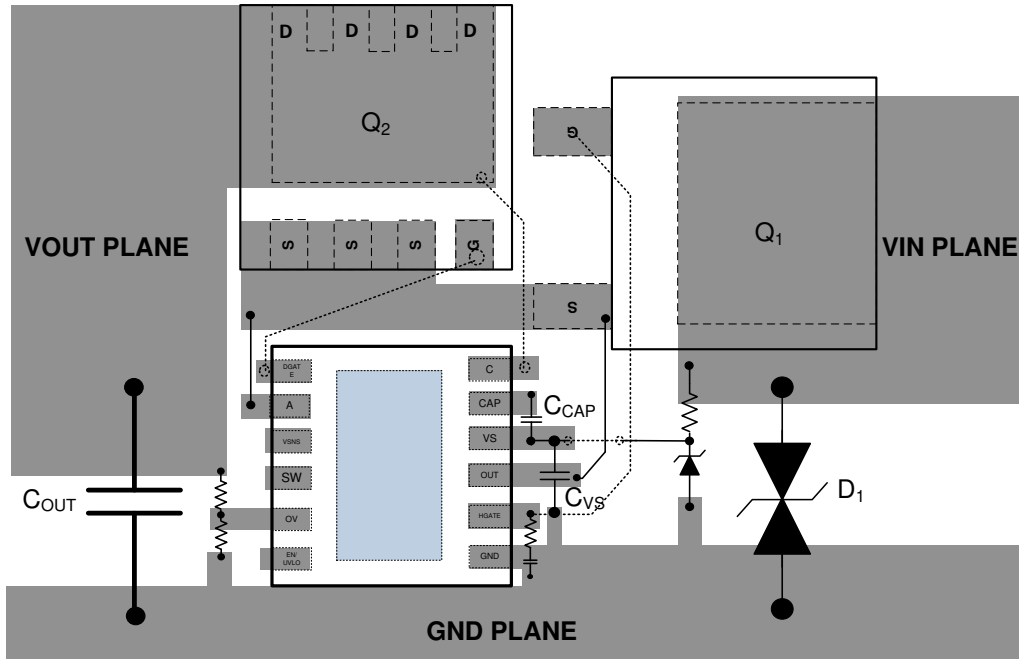 D D D D
Q2
G
Q1
VOUT PLANE
S S S G
VIN PLANE
S
DGAT
E
C
A
CAP
CCAP
VSNS
VS
SW
OUT
COUT
CVS
D1
OV
HGATE
EN/
UVLO
GND
GND PLANE